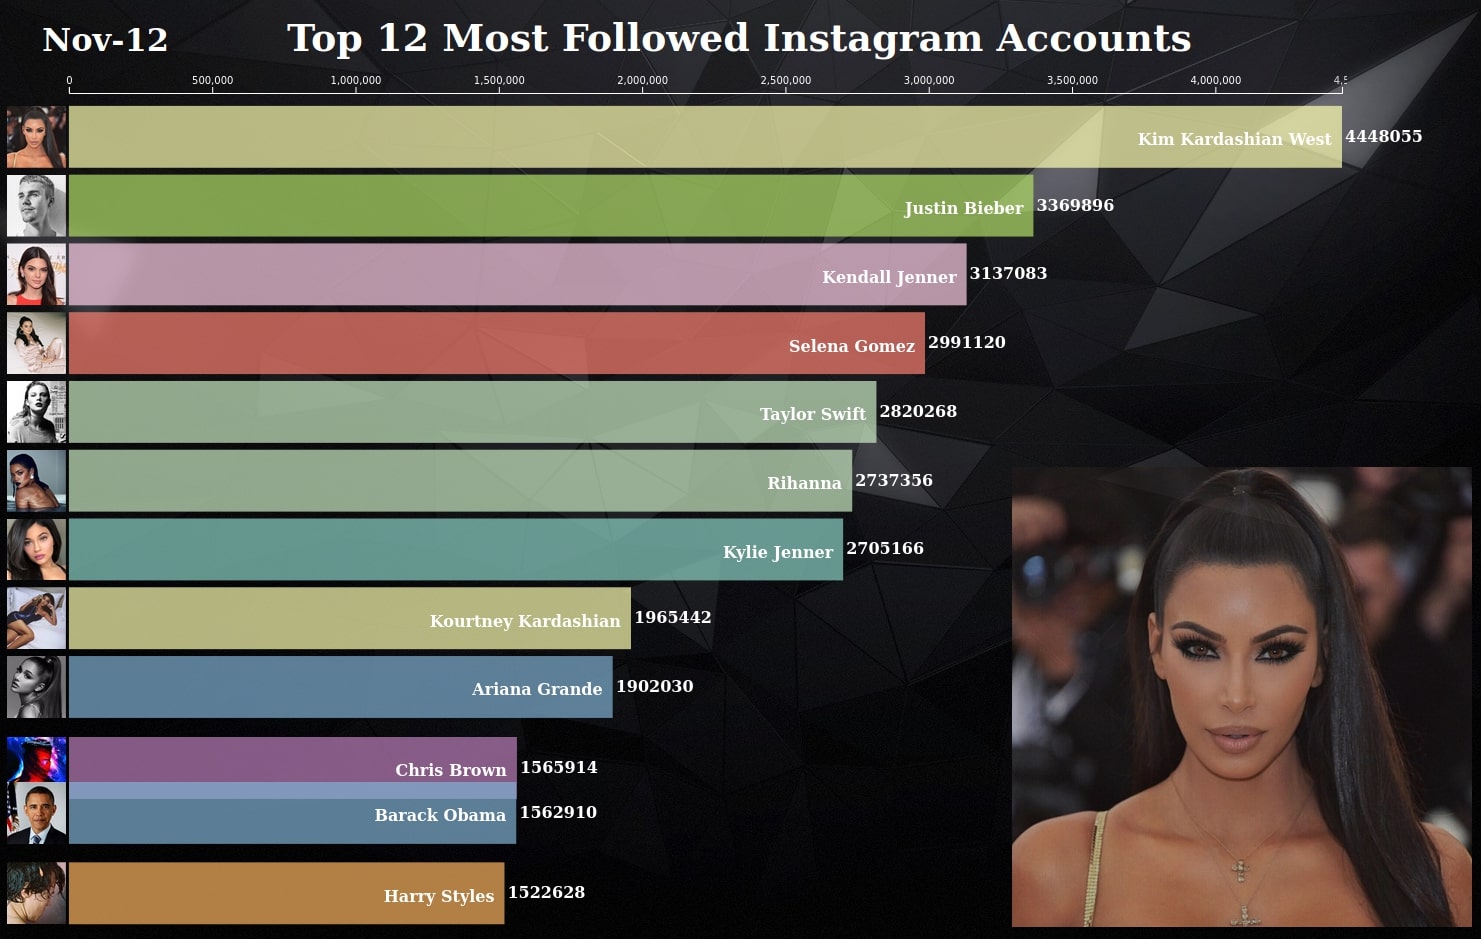 Nov-12
Top 12 Most Followed Instagram Accounts
0 500,000 1,000,000 1,500,000 2,000,000 2,500,000 3,000,000 3,500,000 4,000,000
Kim Kardashian West 4448055
Justin Bieber 3369896
Kendall Jenner 3137083
Selena Gomez 2991120
Taylor Swift 2820268
Rihanna 2737356
Kylie Jenner 2705166
Kourtney Kardashian 1965442
Ariana Grande 1902030
Chris Brown 1565914
Barack Obama 1562910
Harry Styles 1522628